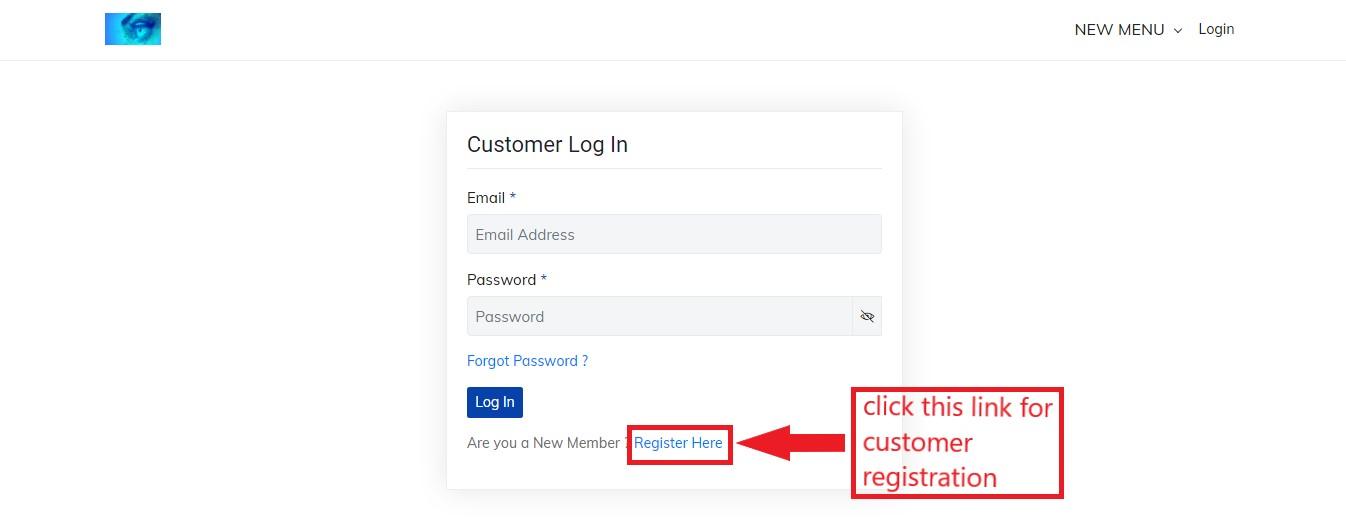 NEW MENU Login
Customer Log In
Email *
Email Address
Password *
Password
Forgot Password ?
Log In
Are you a New Member ? Register Here
click this link for
customer
registration